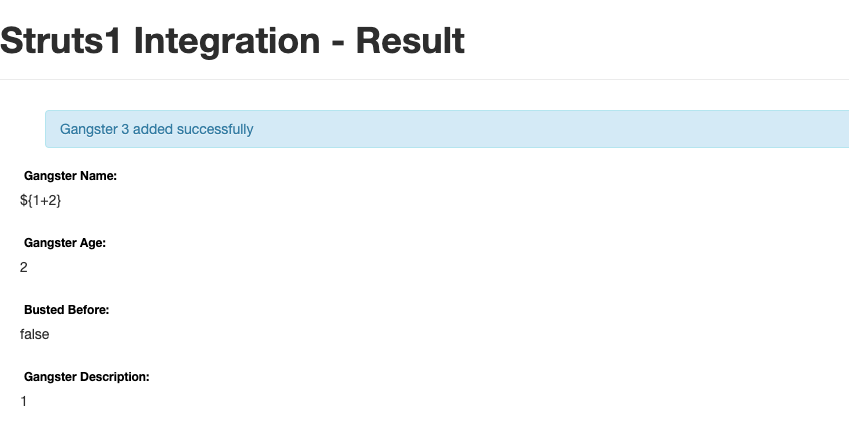 Struts1 Integration - Result
Gangster 3 added successfully
Gangster Name:
${1+2}
Gangster Age:
2
Busted Before:
false
Gangster Description:
1